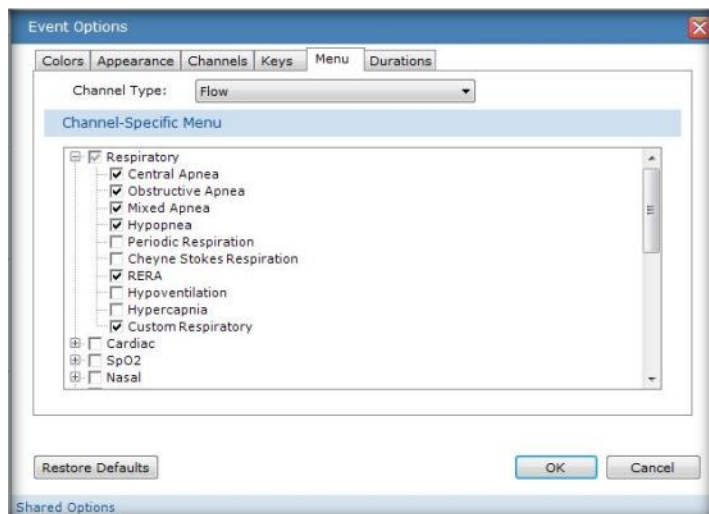 Event Options
Colors Appearance Channels Keys Menu Durations
Channel Type: Flow
Channel-Specific Menu
Respiratory
Central Apnea
Obstructive Apnea
Mixed Apnea
Hypopnea
Periodic Respiration
Cheyne Stokes Respiration
RERA
Hypoventilation
Hypercapnia
Custom Respiratory
Cardiac
SpO2
Nasal
Restore Defaults OK Cancel
Shared Options